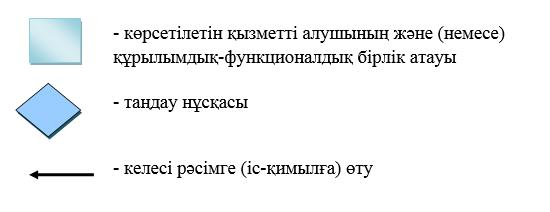 - көрсетілетін қызметті алушының және (немесе)
құрылымдық-функционалдық бірлік атауы
- таңдау нұсқасы
- келесі рәсімге (іс-қимылға) өту